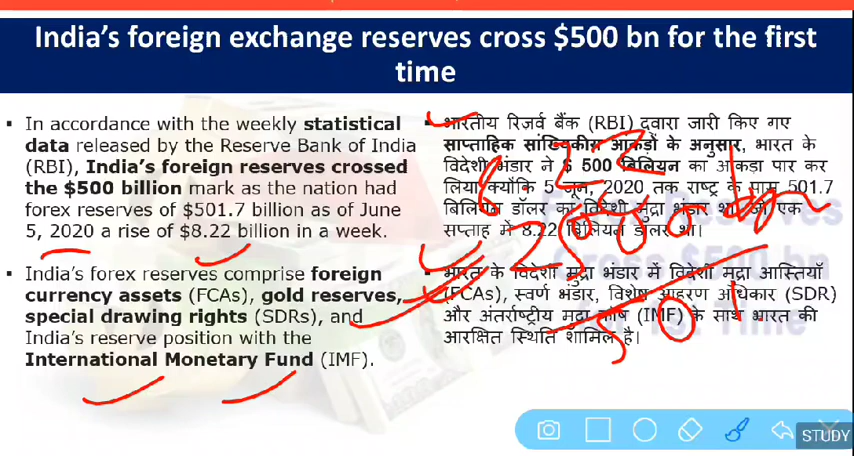 India's foreign exchange reserves cross $500 bn for the first
time
▪ In accordance with the weekly statistical
data released by the Reserve Bank of India
(RBI), India's foreign reserves crossed
the $500 billion mark as the nation had
forex reserves of $501.7 billion as of June
5, 2020 a rise of $8.22 billion in a week.
▪ India's forex reserves comprise foreign
currency assets (FCAs), gold reserves,
special drawing rights (SDRs), and
India's reserve position with the
International Monetary Fund (IMF).
▪ भारतीय रिज़र्व बैंक (RBI) द्वारा जारी किए गए
साप्ताहिक सांख्यिकीय आंकड़ों के अनुसार, भारत के
विदेशी भंडार ने $ 500 बिलियन का आंकड़ा पार कर
लिया क्योंकि 5 जून, 2020 तक राष्ट्र के 501.7
बिलियन डॉलर का विदेशी मुद्रा भंडार एक
सप्ताह में 8.22 बिलियन डॉलर था।
▪ भारत के विदेशी मुद्रा भंडार में विदेशी मुद्रा आस्तियाँ
(FCAs), स्वर्ण भंडार, विशेष आहरण अधिकार (SDR)
और अंतर्राष्ट्रीय मुद्रा कोष (IMF) के साथ भारत की
आरक्षित स्थिति शामिल है।
STUDY